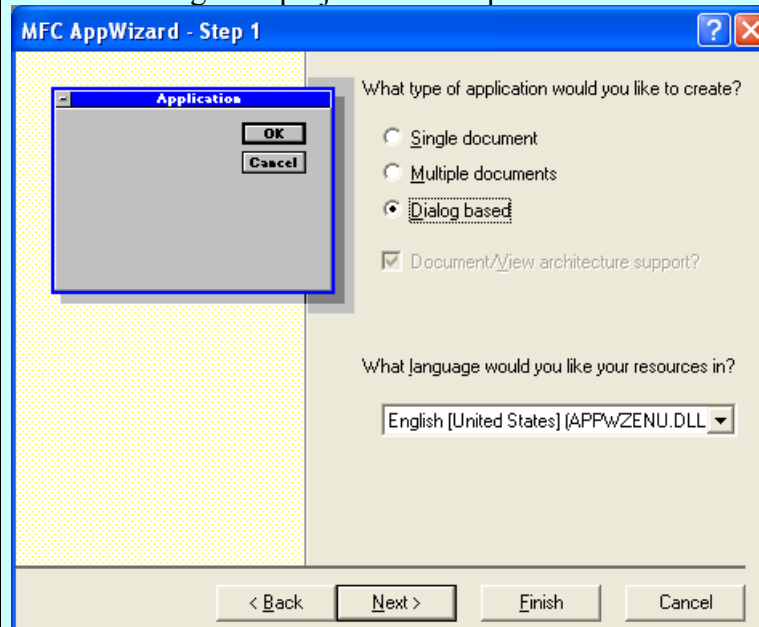 MFC AppWizard - Step 1
?
Application
OK
Cancel
What type of application would you like to create?
Single document
Multiple documents
Dialog based
Document/View architecture support?
What language would you like your resources in?
English [United States] (APPWZENU.DLL
< Back
Next >
Finish
Cancel